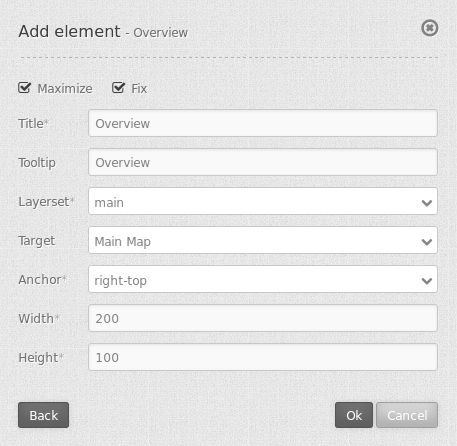 Add element - Overview
Maximize Fix
Title* Overview
Tooltip Overview
Layerset* main
Target Main Map
Anchor* right-top
Width* 200
Height* 100
Back Ok Cancel